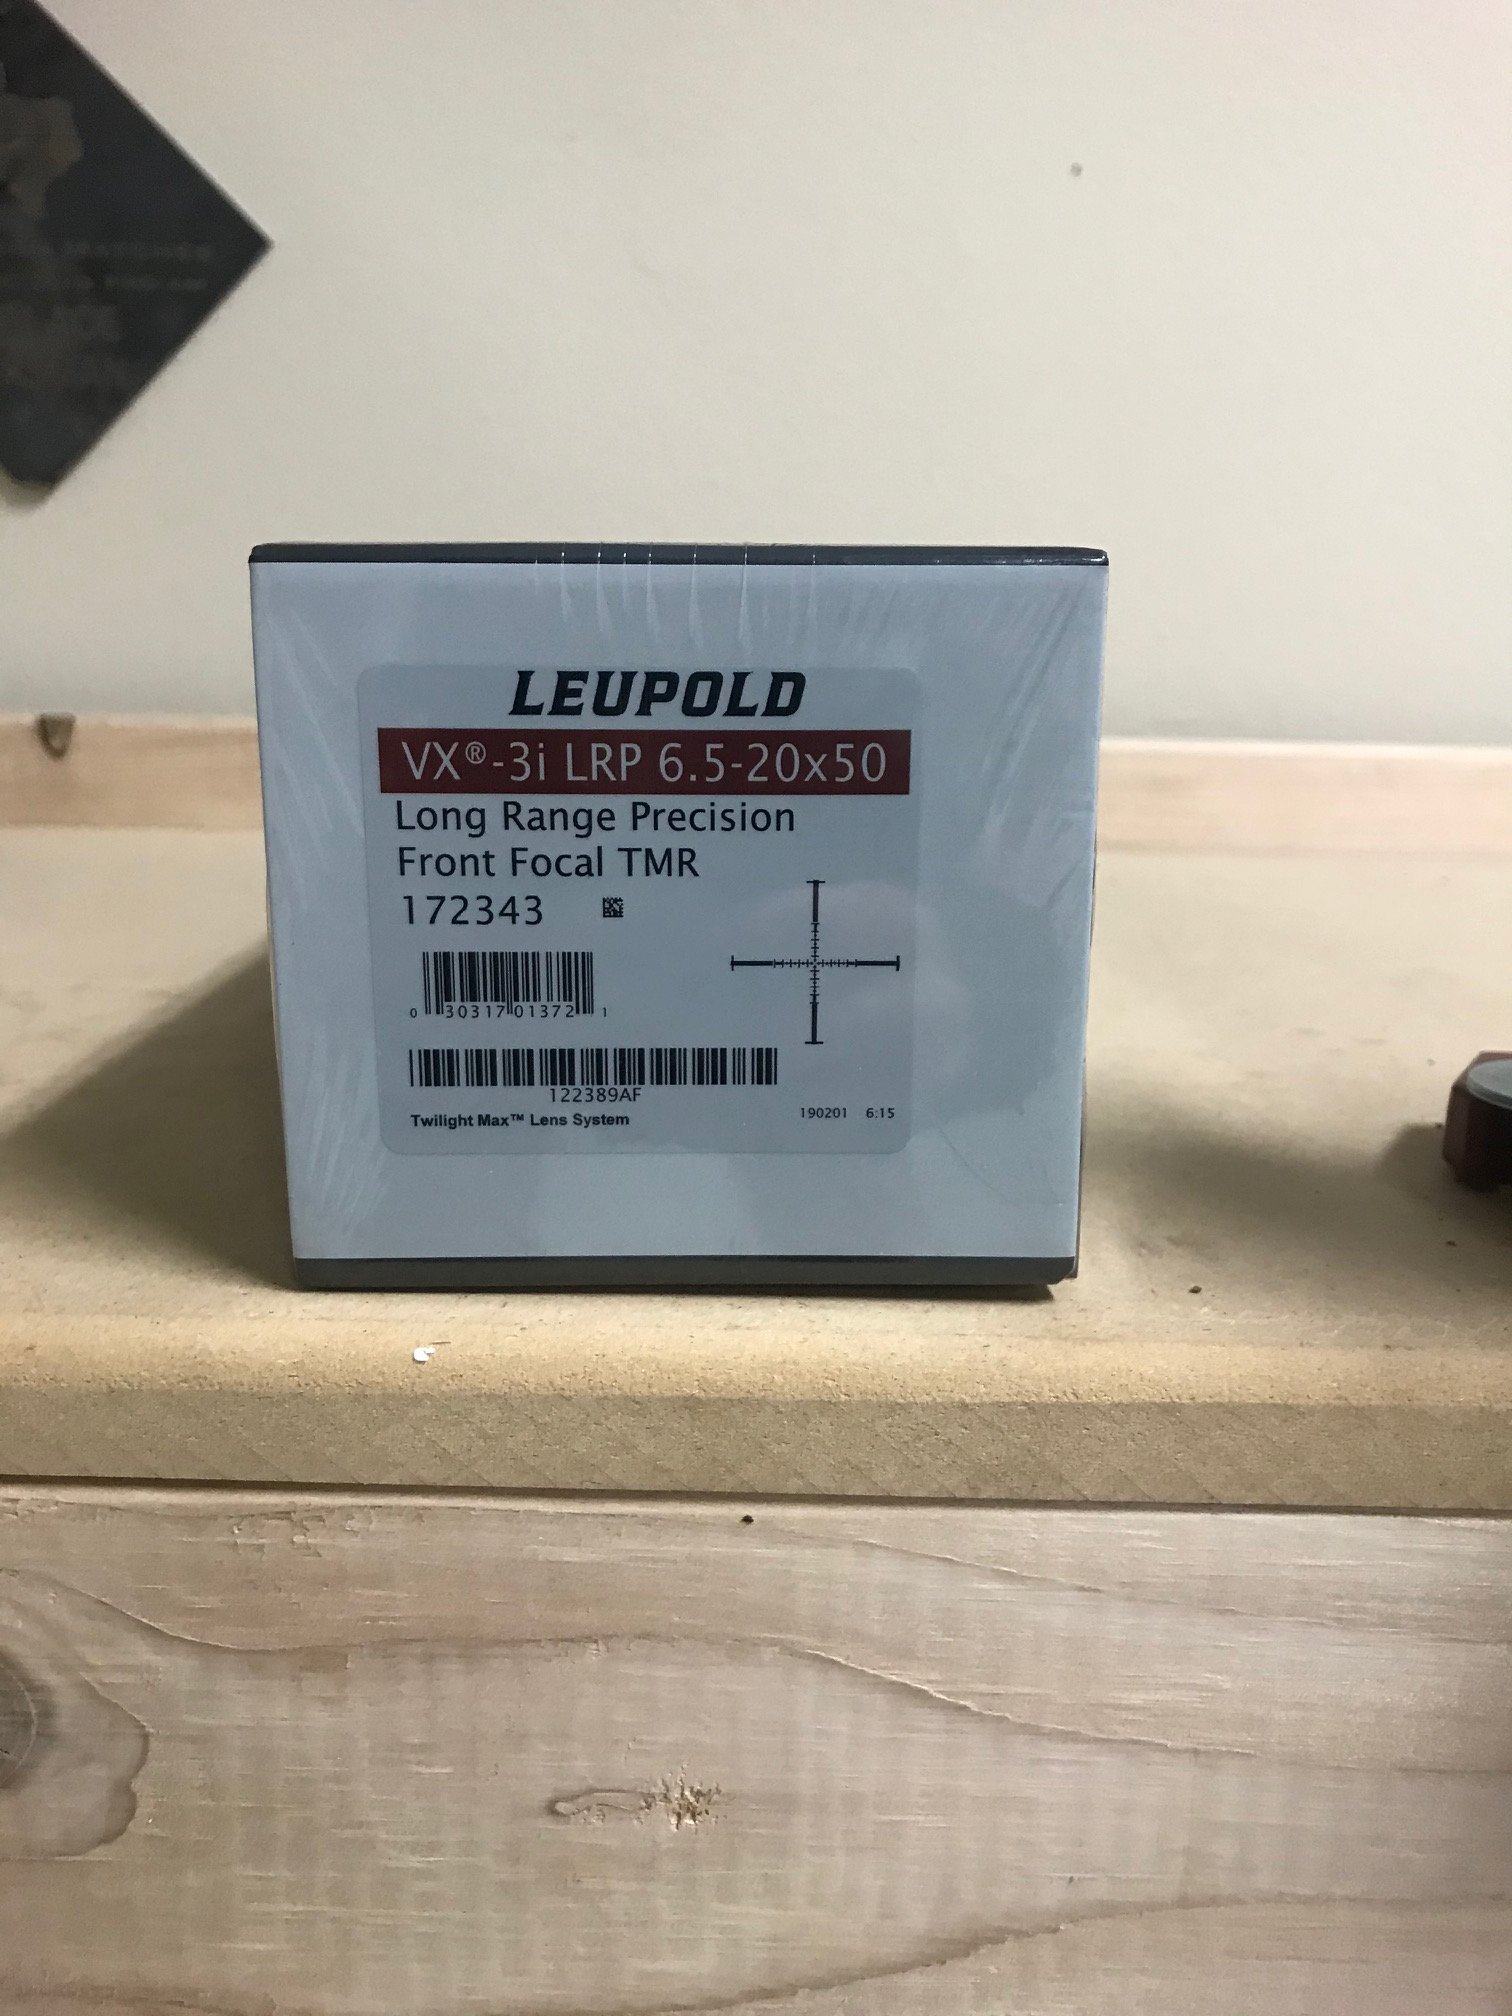 LEUPOLD
VX®-3i LRP 6.5-20x50
Long Range Precision
Front Focal TMR
172343
0 30317 01372 1
122389AF
Twilight Max™ Lens System
190201 6:15